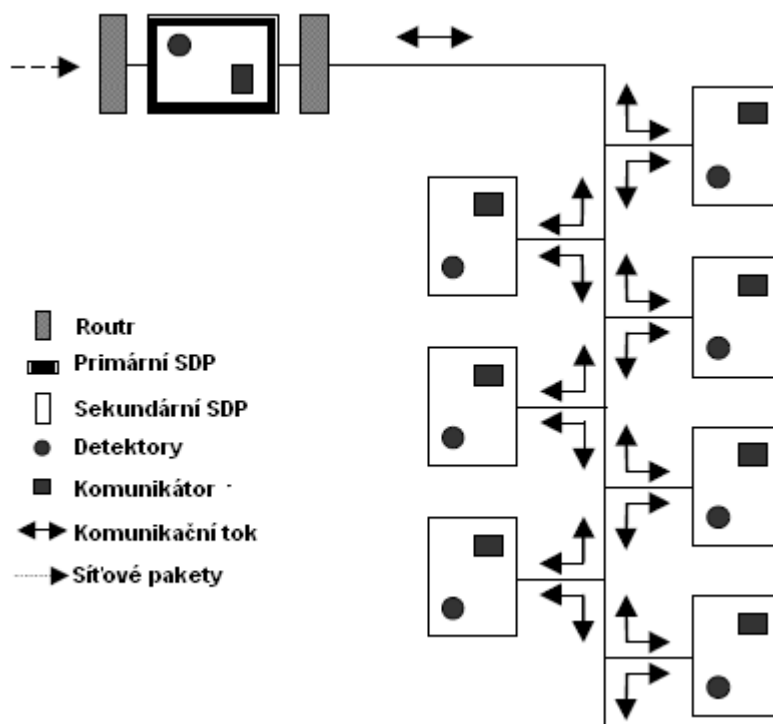 Routr
Primární SDP
Sekundární SDP
Detektory
Komunikátor
Komunikační tok
Síťové pakety